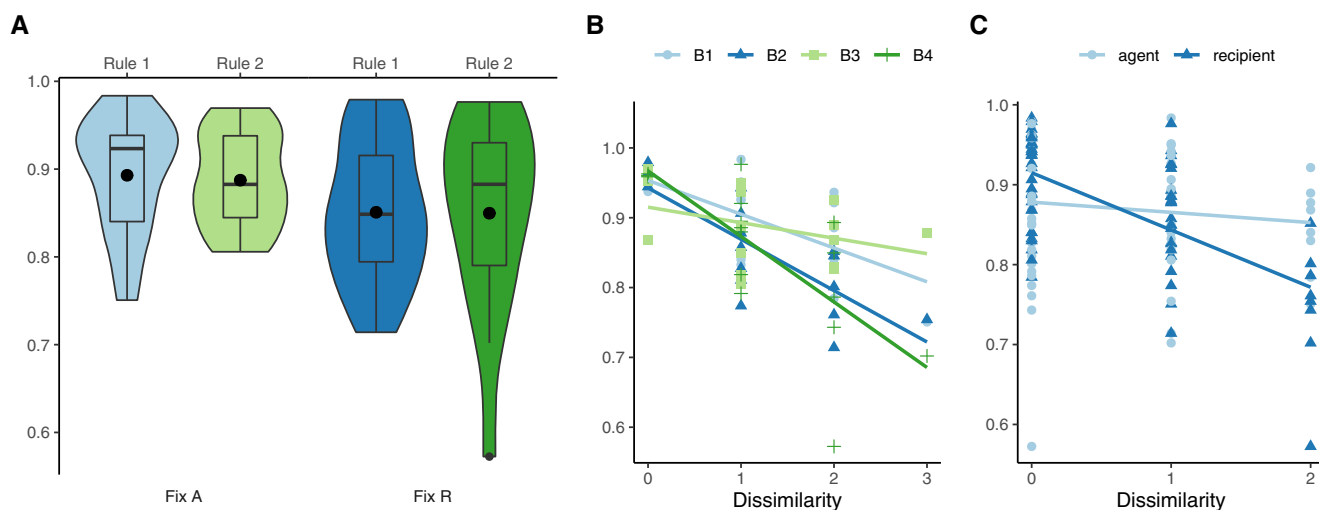 A
Rule 1 Rule 2 Rule 1 Rule 2
1.0
0.9
0.8
0.7
0.6
Fix A Fix R
B
B1 B2 B3 B4
1.0
0.9
0.8
0.7
0.6
0 1 2 3
Dissimilarity
C
agent recipient
1.0
0.9
0.8
0.7
0.6
0 1 2
Dissimilarity